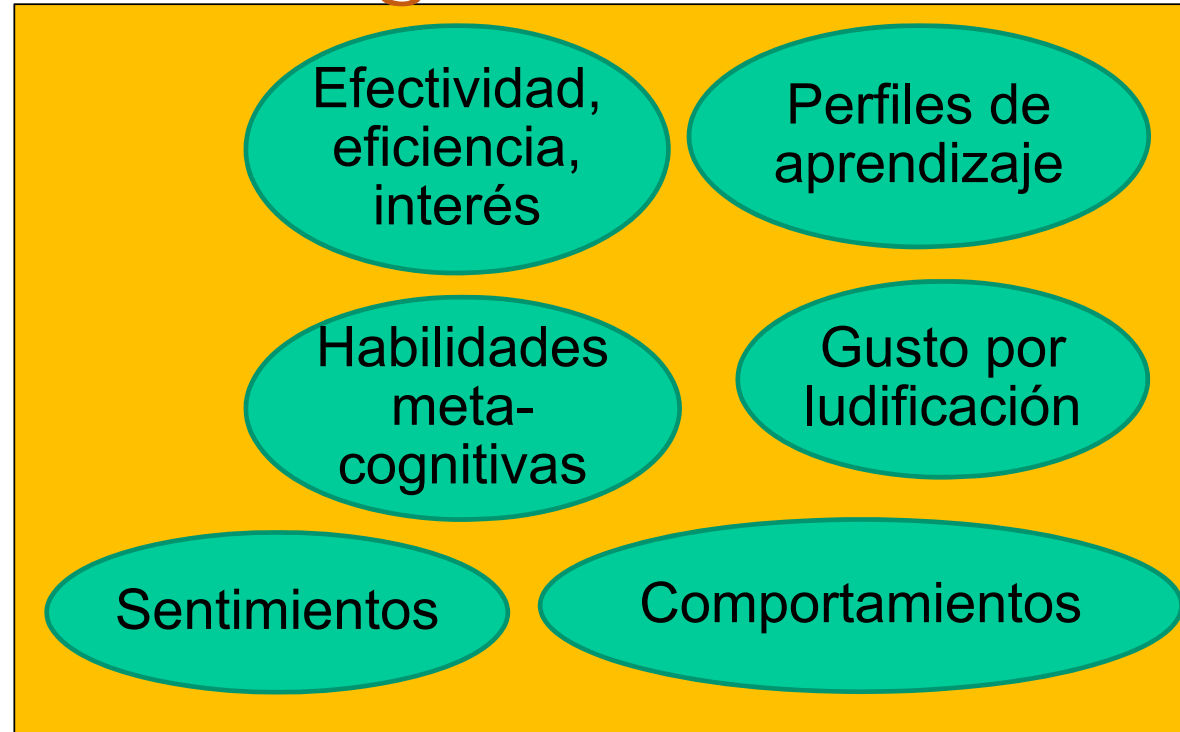 Efectividad,
eficiencia,
interés
Perfiles de
aprendizaje
Habilidades
meta-
cognitivas
Gusto por
ludificación
Sentimientos
Comportamientos